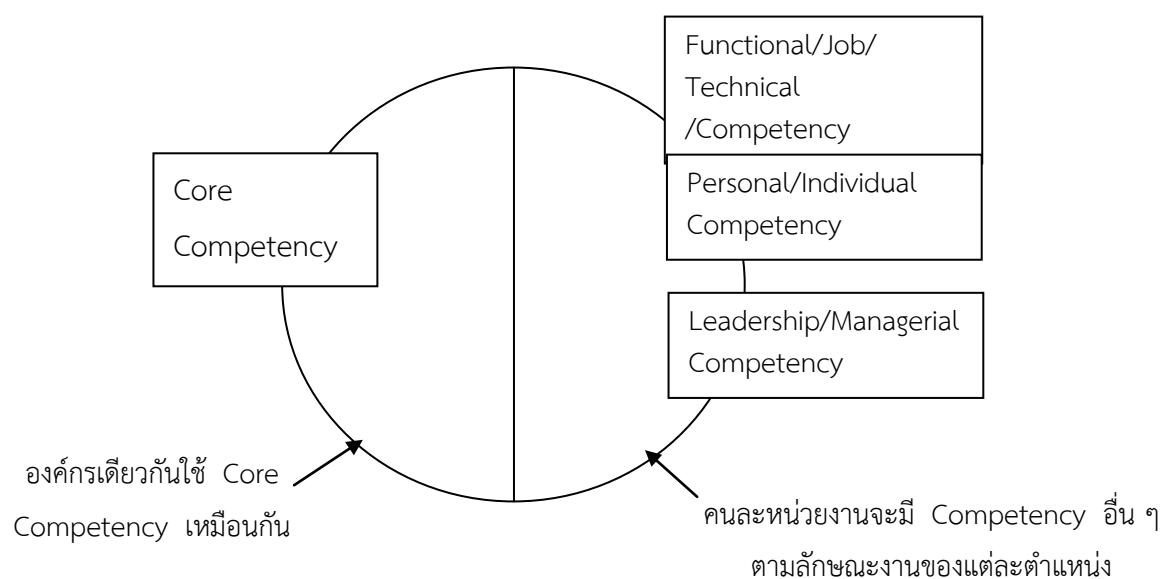 Functional/Job/
Technical
/Competency
Core
Competency
Personal/Individual
Competency
Leadership/Managerial
Competency
องค์กรเดียวกันใช้ Core
Competency เหมือนกัน
คนละหน่วยงานจะมี Competency อื่น ๆ
ตามลักษณะงานของแต่ละตำแหน่ง